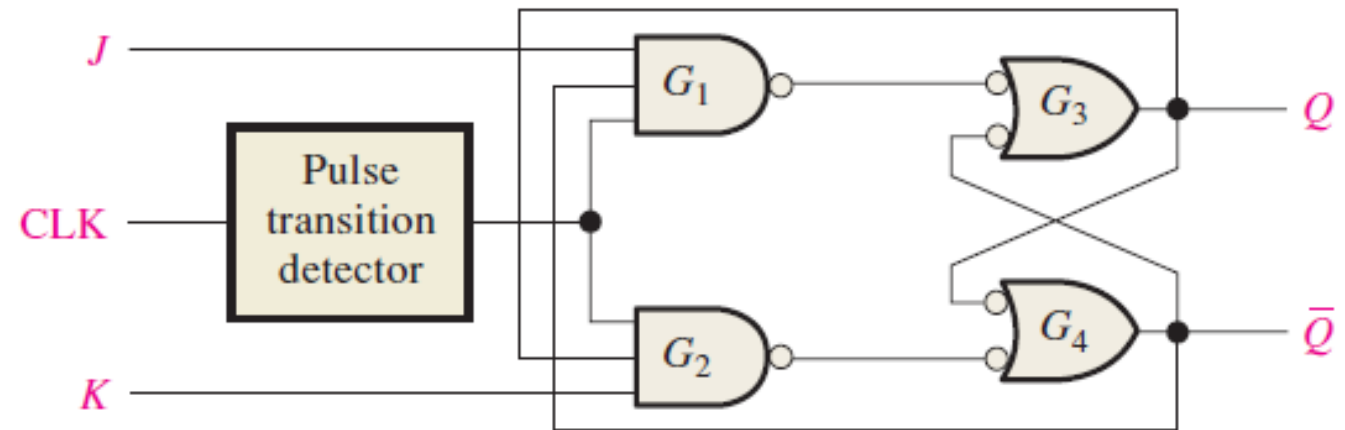 J
G₁
G₃
Q
Pulse
transition
detector
CLK
G₂
G₄
Q̅
K